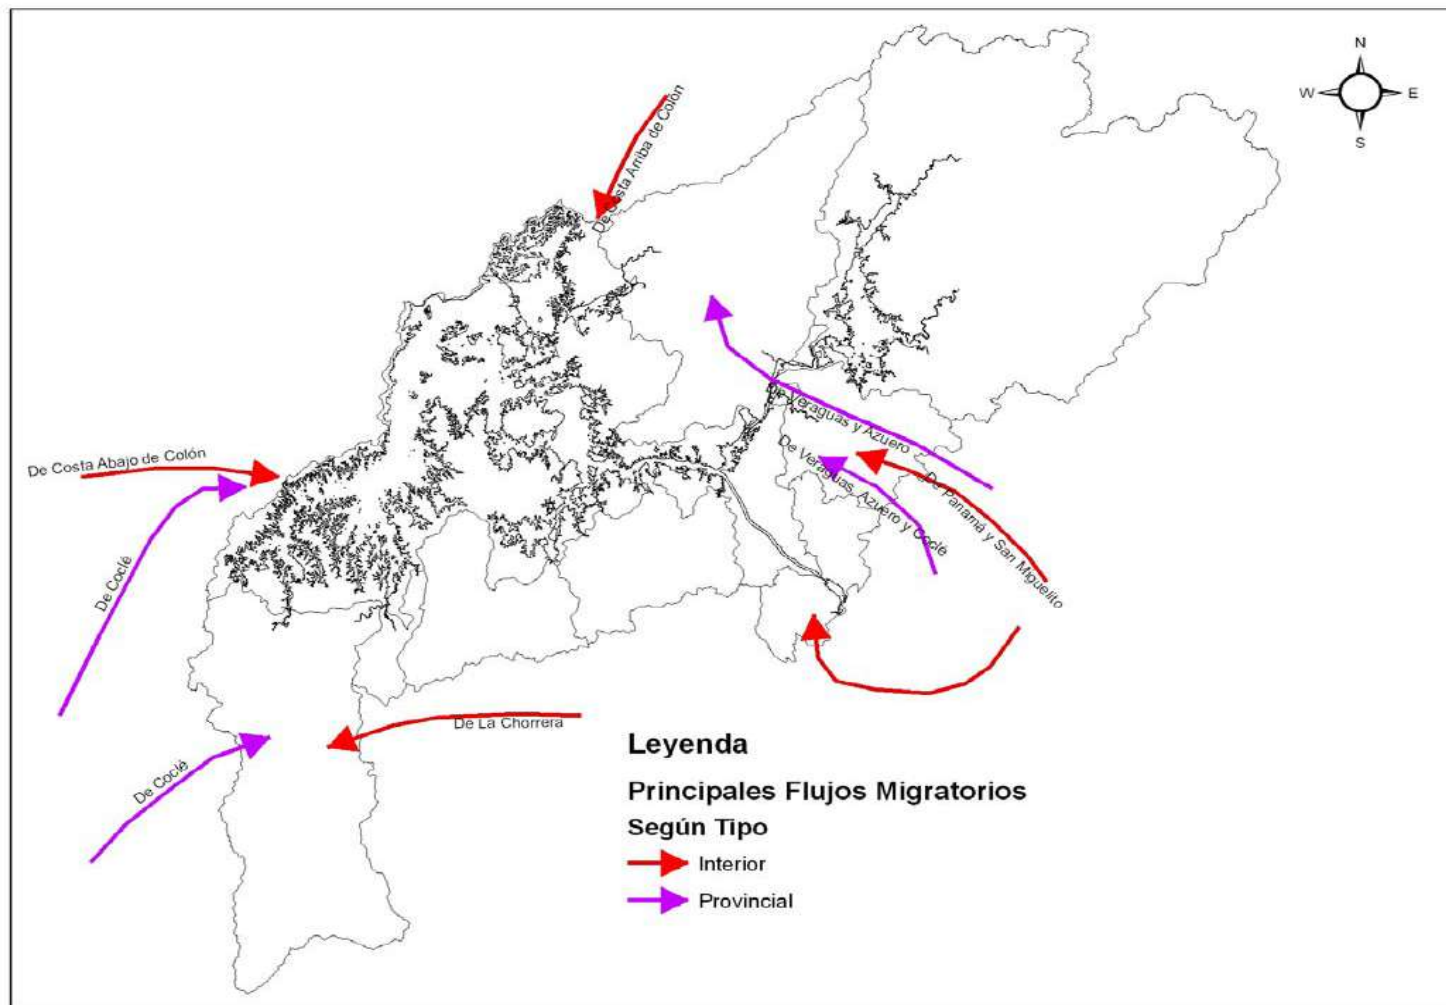 N
W
E
S
De Costa Arriba de Colón
De Costa Abajo de Colón
De Veraguas y Azuero
De Veraguas, Azuero y Coclé
De Panamá y San Miguelito
De Coclé
De La Chorrera
De Coclé
Leyenda
Principales Flujos Migratorios
Según Tipo
Interior
Provincial